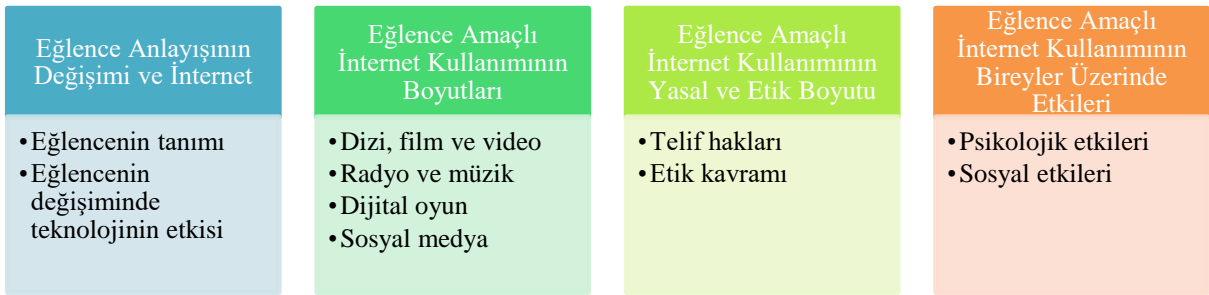 Eğlence Anlayışının
Değişimi ve İnternet
•Eğlencenin tanımı
•Eğlencenin
değişiminde
teknolojinin etkisi
Eğlence Amaçlı
İnternet Kullanımının
Boyutları
•Dizi, film ve video
•Radyo ve müzik
•Dijital oyun
•Sosyal medya
Eğlence Amaçlı
İnternet Kullanımının
Yasal ve Etik Boyutu
•Telif hakları
•Etik kavramı
Eğlence Amaçlı
İnternet Kullanımının
Bireyler Üzerinde
Etkileri
•Psikolojik etkileri
•Sosyal etkileri